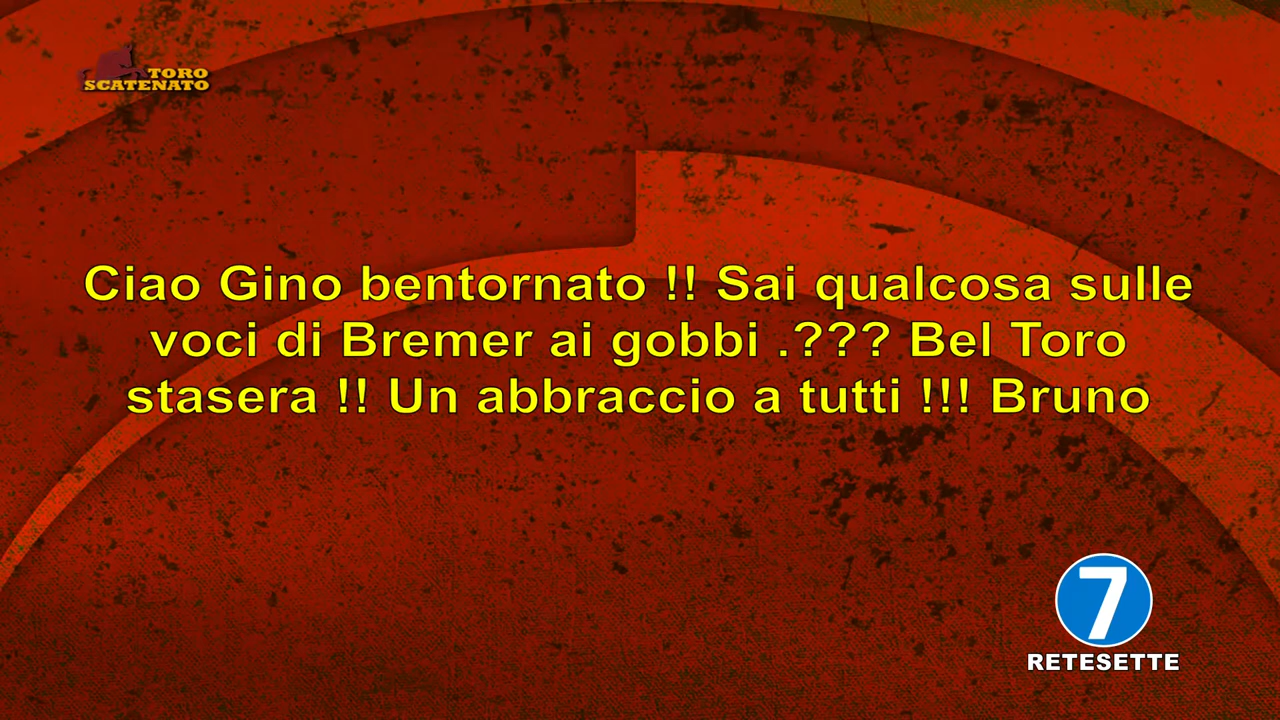 TORO
SCATENATO
Ciao Gino bentornato !! Sai qualcosa sulle
voci di Bremer ai gobbi .??? Bel Toro
stasera !! Un abbraccio a tutti !!! Bruno
7
RETESETTE